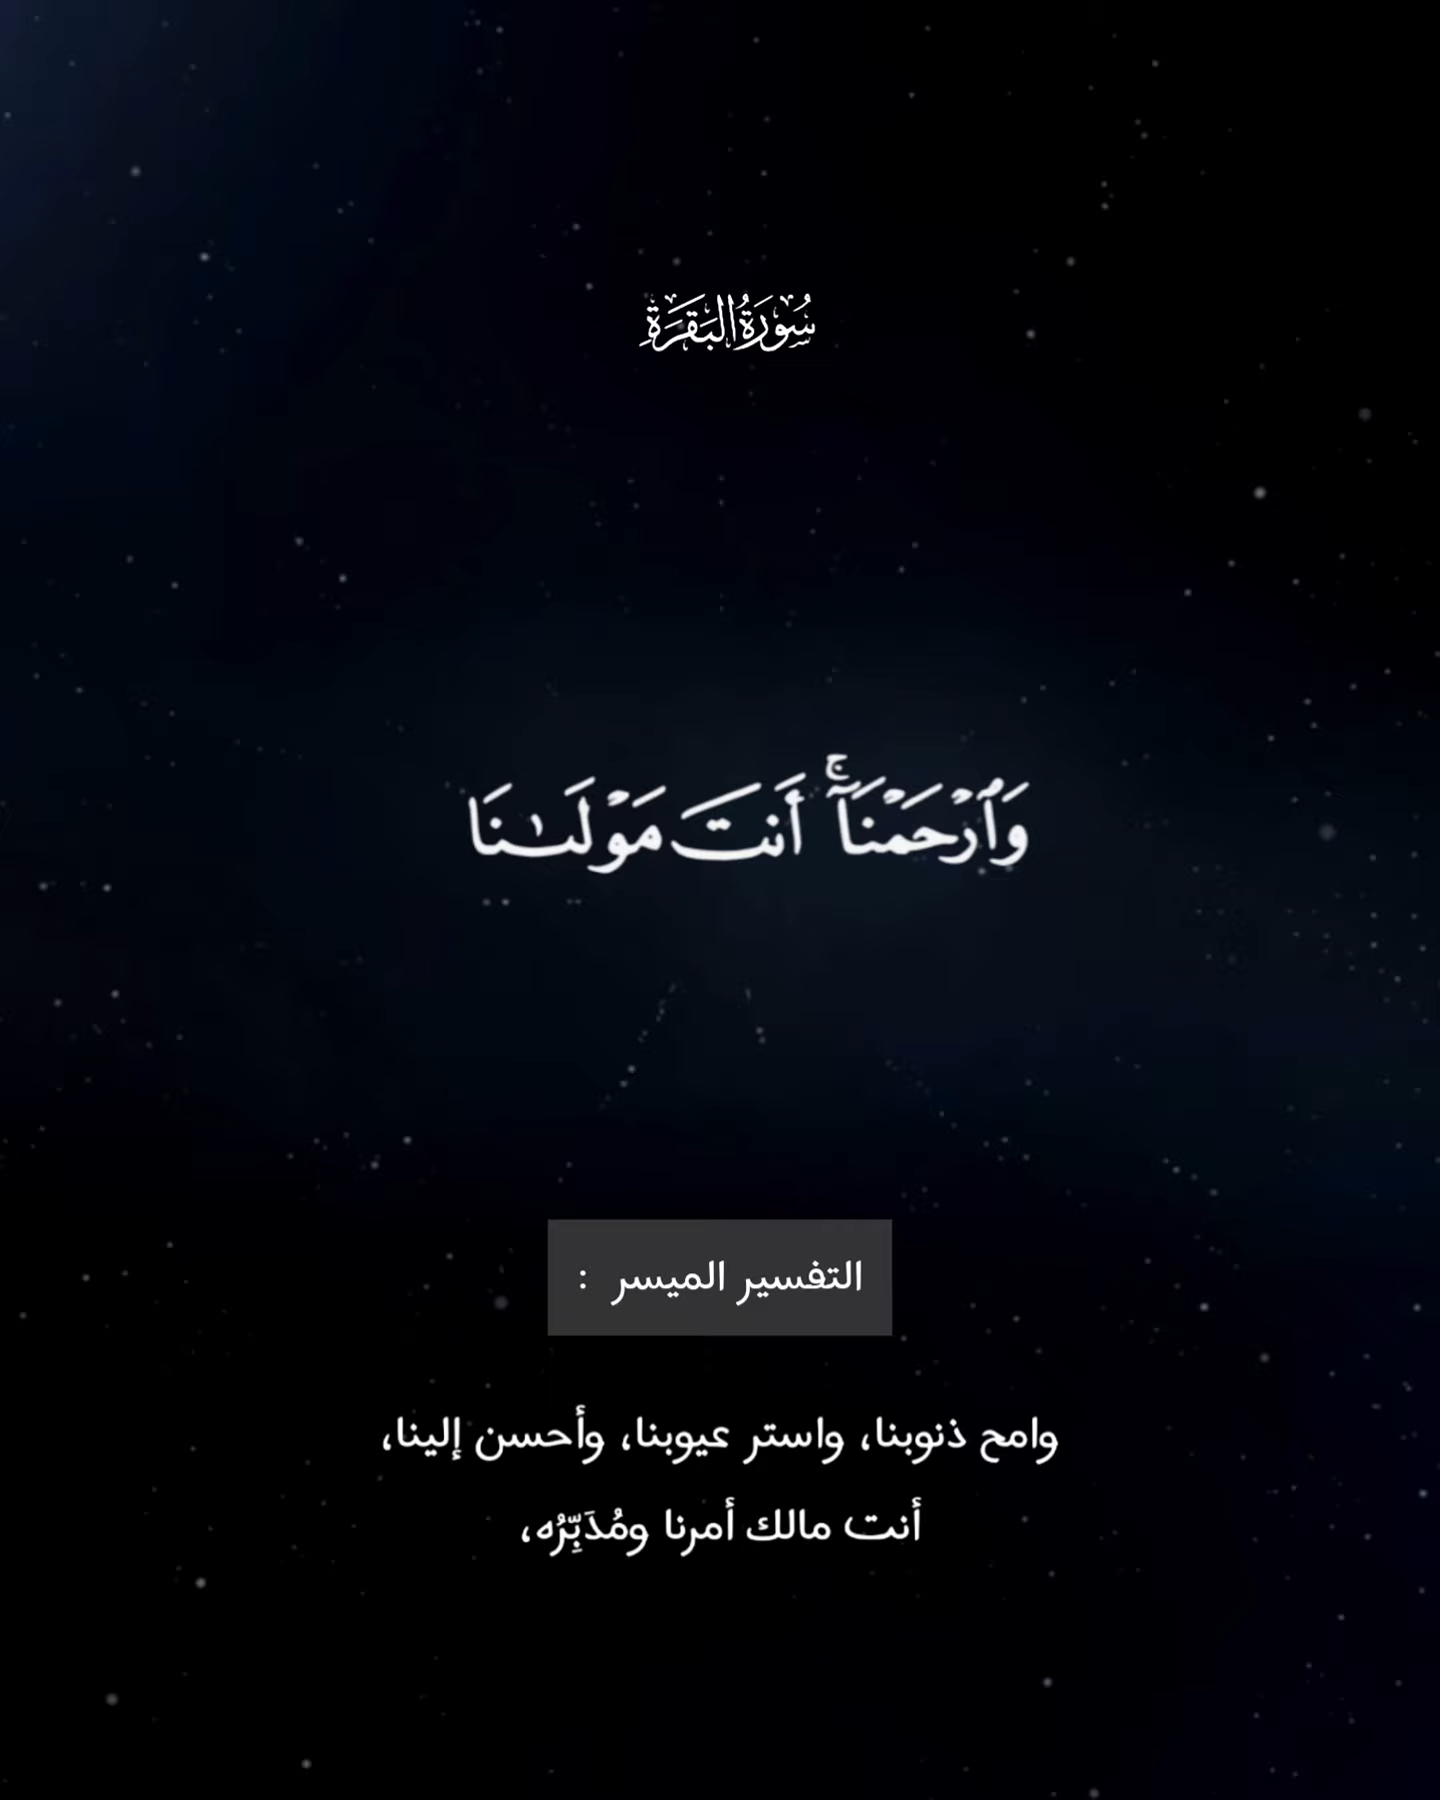 سُورَةُ البَقَرَةِ
وَٱرْحَمْنَآ ۚ أَنتَ مَوْلَىٰنَا
التفسير الميسر :
وامح ذنوبنا، واستر عيوبنا، وأحسن إلينا،
أنت مالك أمرنا ومُدَبِّرُه،